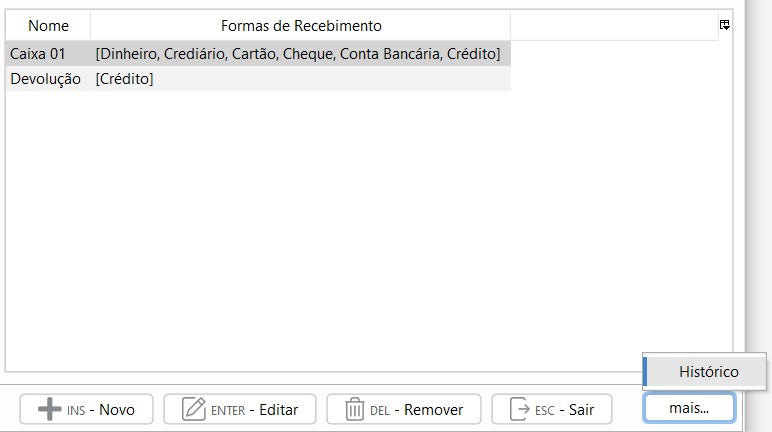 Nome Formas de Recebimento
Caixa 01 [Dinheiro, Crediário, Cartão, Cheque, Conta Bancária, Crédito]
Devolução [Crédito]
Histórico
INS - Novo ENTER - Editar DEL - Remover ESC - Sair mais...